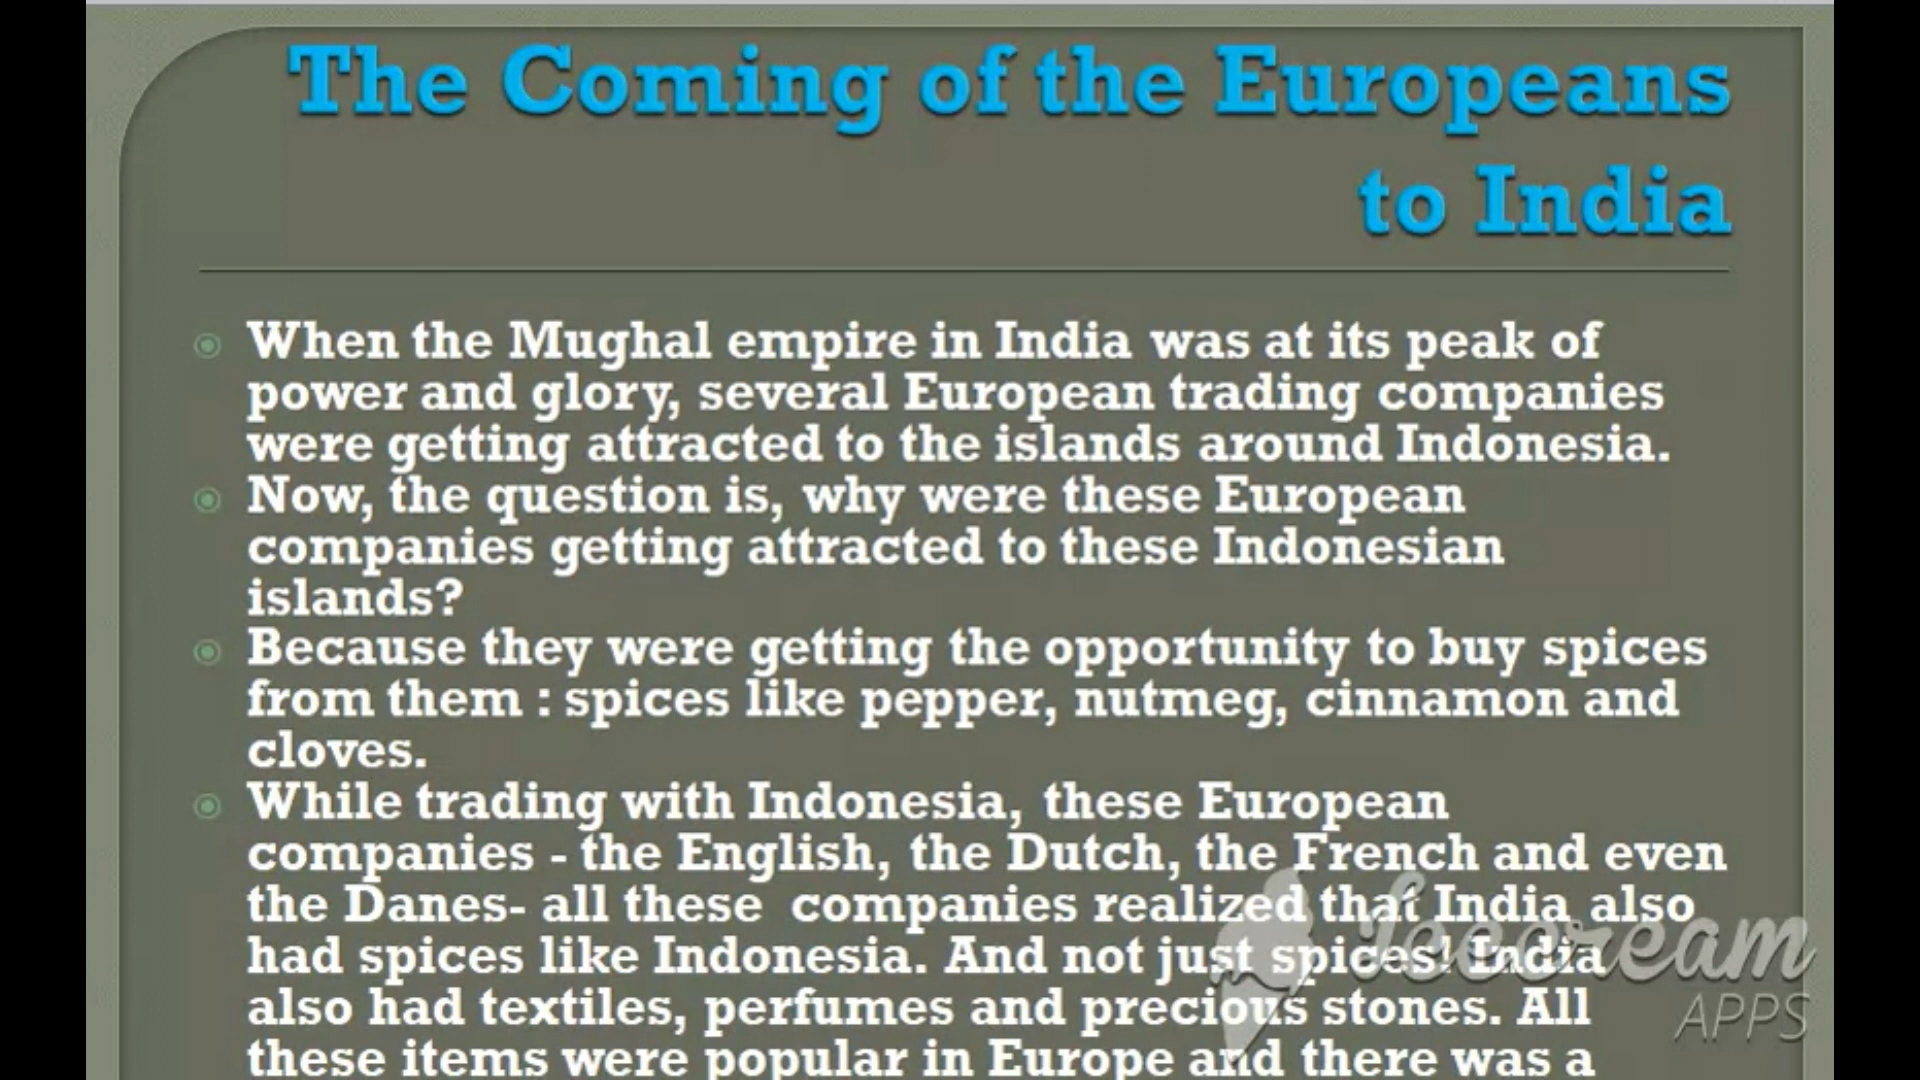 The Coming of the Europeans
to India
When the Mughal empire in India was at its peak of
power and glory, several European trading companies
were getting attracted to the islands around Indonesia.
Now, the question is, why were these European
companies getting attracted to these Indonesian
islands?
Because they were getting the opportunity to buy spices
from them : spices like pepper, nutmeg, cinnamon and
cloves.
While trading with Indonesia, these European
companies - the English, the Dutch, the French and even
the Danes- all these  companies realized that India also
had spices like Indonesia. And not just spices! India
also had textiles, perfumes and precious stones. All
these items were popular in Europe and there was a
Icecream
APPS